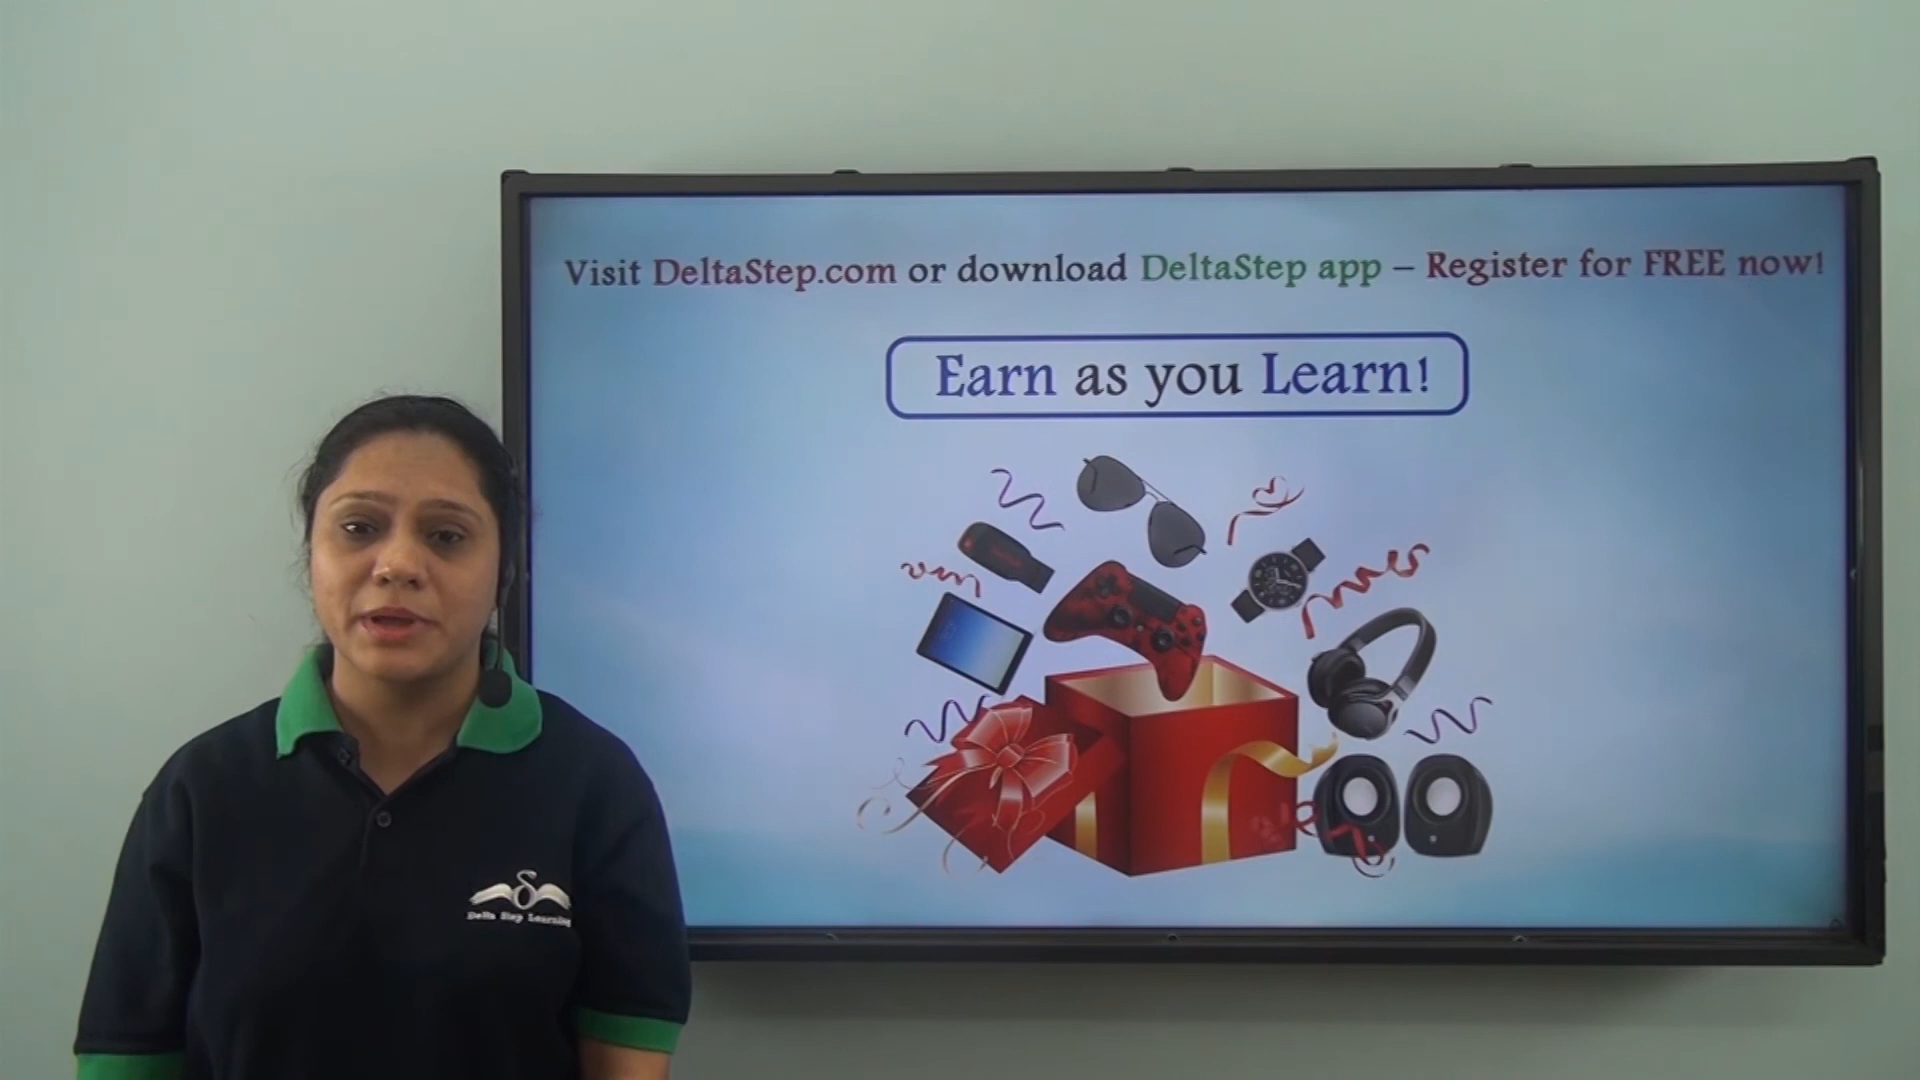 Visit DeltaStep.com or download DeltaStep app – Register for FREE now!
Earn as you Learn!
Delta Step Learning